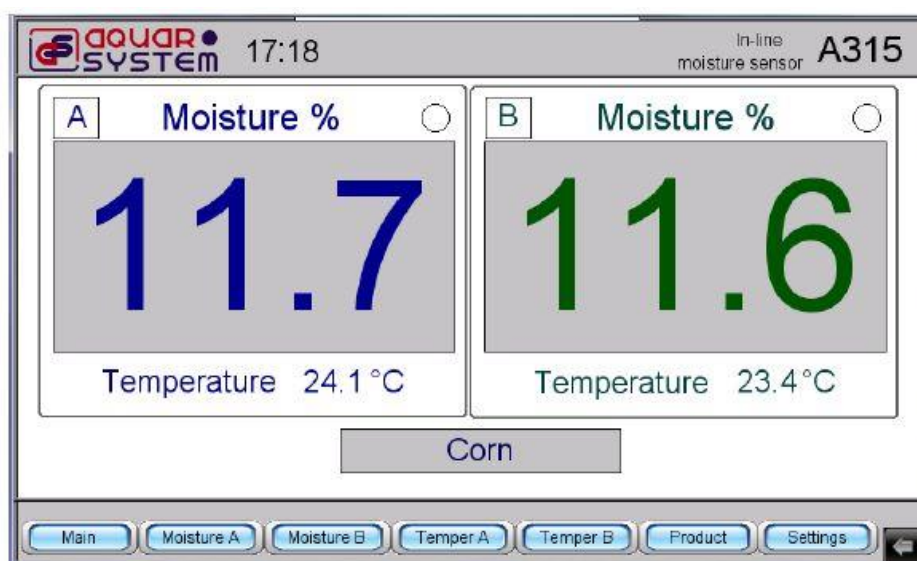 AQUAR SYSTEM 17:18 In-line moisture sensor A315
A Moisture %
11.7
Temperature 24.1°C
B Moisture %
11.6
Temperature 23.4°C
Corn
Main Moisture A Moisture B Temper A Temper B Product Settings